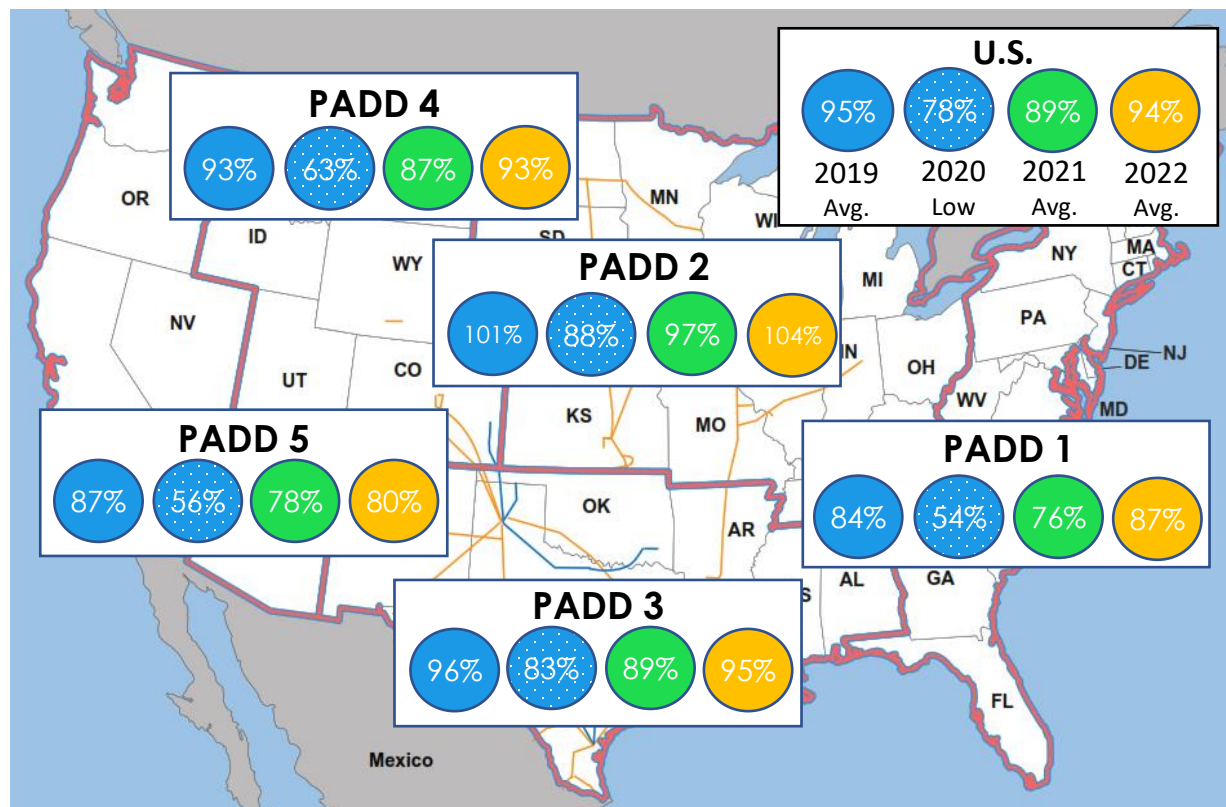 U.S.
95% 78% 89% 94%
2019 2020 2021 2022
Avg. Low Avg. Avg.
PADD 4
93% 63% 87% 93%
OR
ID
WY
MN
MI
NY
MA
CT
PADD 2
101% 88% 97% 104%
NV
UT
CO
KS
MO
IN
OH
PA
NJ
DE
WV
MD
PADD 5
87% 56% 78% 80%
OK
AR
PADD 1
84% 54% 76% 87%
AL
GA
PADD 3
96% 83% 89% 95%
FL
Mexico